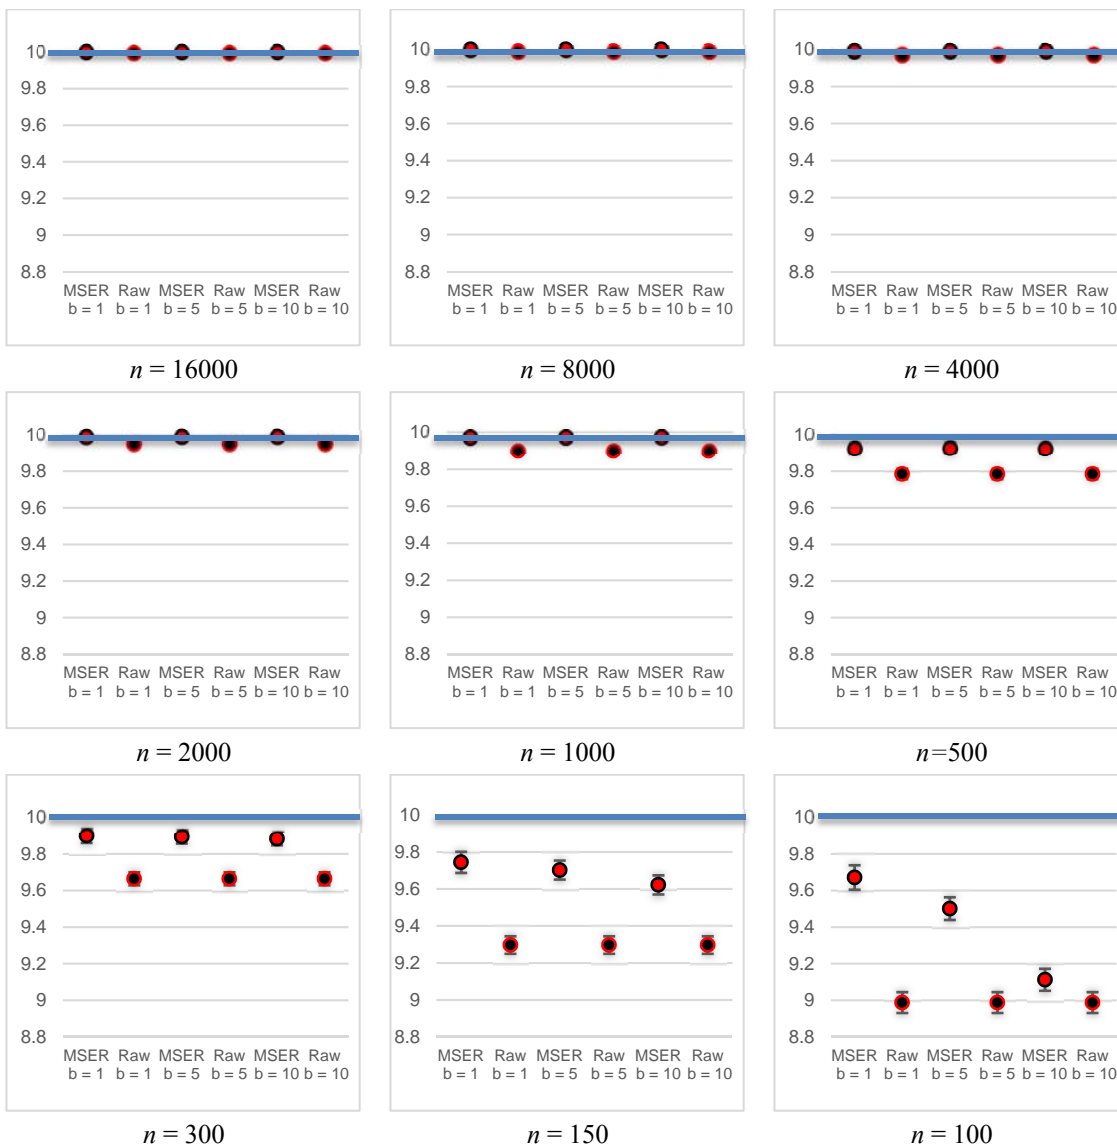 10
9.8
9.6
9.4
9.2
9
8.8
MSER Raw MSER Raw MSER Raw
b = 1 b = 1 b = 5 b = 5 b = 10 b = 10
n = 16000
10
9.8
9.6
9.4
9.2
9
8.8
MSER Raw MSER Raw MSER Raw
b = 1 b = 1 b = 5 b = 5 b = 10 b = 10
n = 8000
10
9.8
9.6
9.4
9.2
9
8.8
MSER Raw MSER Raw MSER Raw
b = 1 b = 1 b = 5 b = 5 b = 10 b = 10
n = 4000
10
9.8
9.6
9.4
9.2
9
8.8
MSER Raw MSER Raw MSER Raw
b = 1 b = 1 b = 5 b = 5 b = 10 b = 10
n = 2000
10
9.8
9.6
9.4
9.2
9
8.8
MSER Raw MSER Raw MSER Raw
b = 1 b = 1 b = 5 b = 5 b = 10 b = 10
n = 1000
10
9.8
9.6
9.4
9.2
9
8.8
MSER Raw MSER Raw MSER Raw
b = 1 b = 1 b = 5 b = 5 b = 10 b = 10
n=500
10
9.8
9.6
9.4
9.2
9
8.8
MSER Raw MSER Raw MSER Raw
b = 1 b = 1 b = 5 b = 5 b = 10 b = 10
n = 300
10
9.8
9.6
9.4
9.2
9
8.8
MSER Raw MSER Raw MSER Raw
b = 1 b = 1 b = 5 b = 5 b = 10 b = 10
n = 150
10
9.8
9.6
9.4
9.2
9
8.8
MSER Raw MSER Raw MSER Raw
b = 1 b = 1 b = 5 b = 5 b = 10 b = 10
n = 100